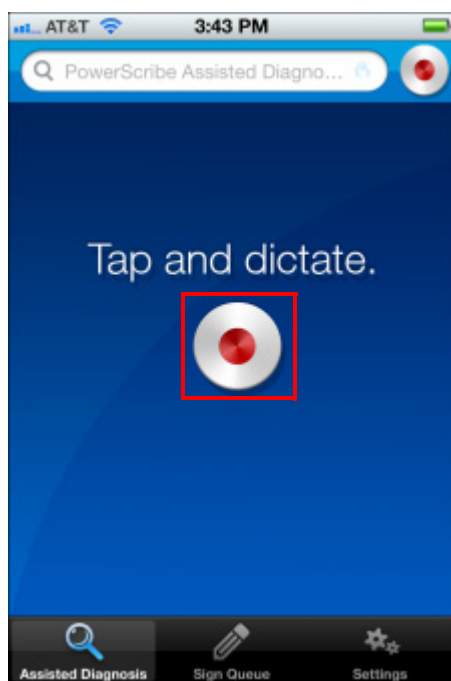 AT&T 3:43 PM
PowerScribe Assisted Diagno...
Tap and dictate.
Assisted Diagnosis Sign Queue Settings